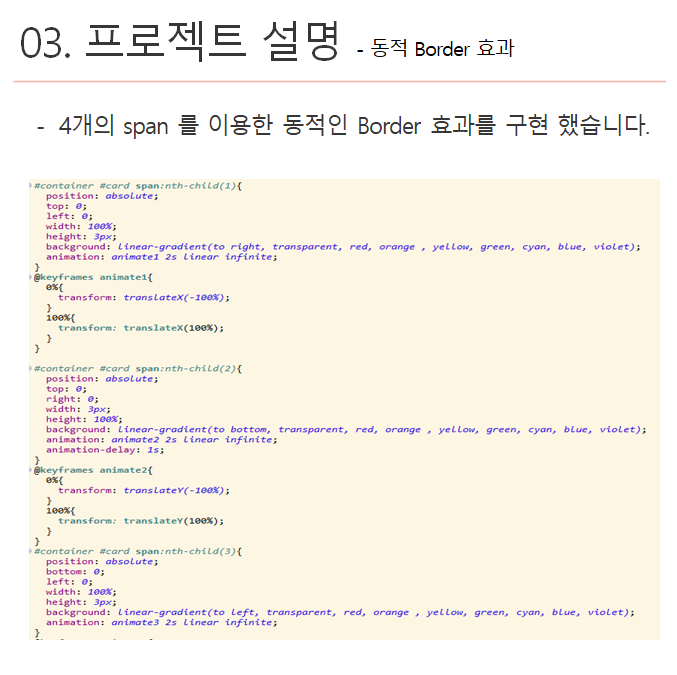 03. 프로젝트 설명 - 동적 Border 효과
- 4개의 span 를 이용한 동적인 Border 효과를 구현 했습니다.
#container #card span:nth-child(1){
position: absolute;
top: 0;
left: 0;
width: 100%;
height: 3px;
background: linear-gradient(to right, transparent, red, orange , yellow, green, cyan, blue, violet);
animation: animate1 2s linear infinite;
}
@keyframes animate1{
0%{
transform: translateX(-100%);
}
100%{
transform: translateX(100%);
}
}
#container #card span:nth-child(2){
position: absolute;
top: 0;
right: 0;
width: 3px;
height: 100%;
background: linear-gradient(to bottom, transparent, red, orange , yellow, green, cyan, blue, violet);
animation: animate2 2s linear infinite;
animation-delay: 1s;
}
@keyframes animate2{
0%{
transform: translateY(-100%);
}
100%{
transform: translateY(100%);
}
}
#container #card span:nth-child(3){
position: absolute;
bottom: 0;
left: 0;
width: 100%;
height: 3px;
background: linear-gradient(to left, transparent, red, orange , yellow, green, cyan, blue, violet);
animation: animate3 2s linear infinite;
}